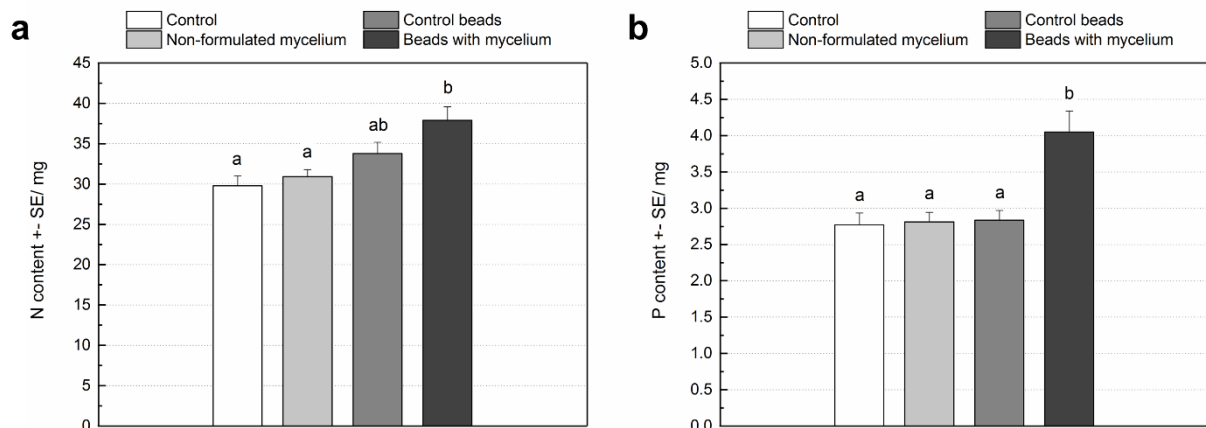 a
Control
Control beads
Non-formulated mycelium
Beads with mycelium
N content +- SE/ mg
45
40
35
30
25
20
15
10
5
0
a
a
ab
b
b
Control
Control beads
Non-formulated mycelium
Beads with mycelium
P content +- SE/ mg
5.0
4.5
4.0
3.5
3.0
2.5
2.0
1.5
1.0
0.5
0.0
a
a
a
b